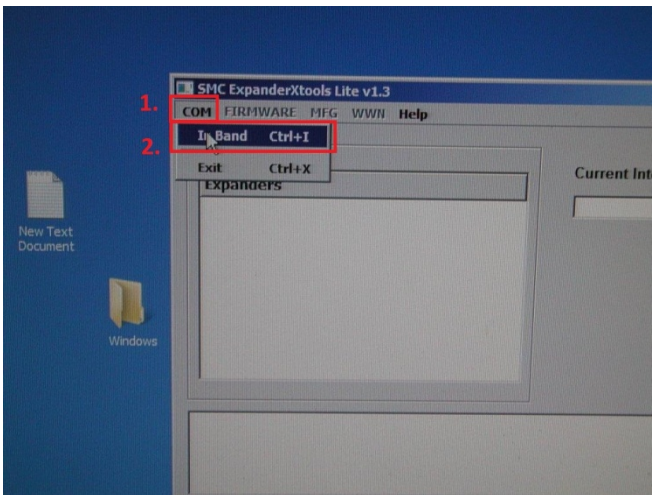 SMC ExpanderXtools Lite v1.3
1.
COM FIRMWARE MFG WWN Help
2.
In Band Ctrl+I
Exit Ctrl+X
Expanders
Current Int
New Text
Document
Windows